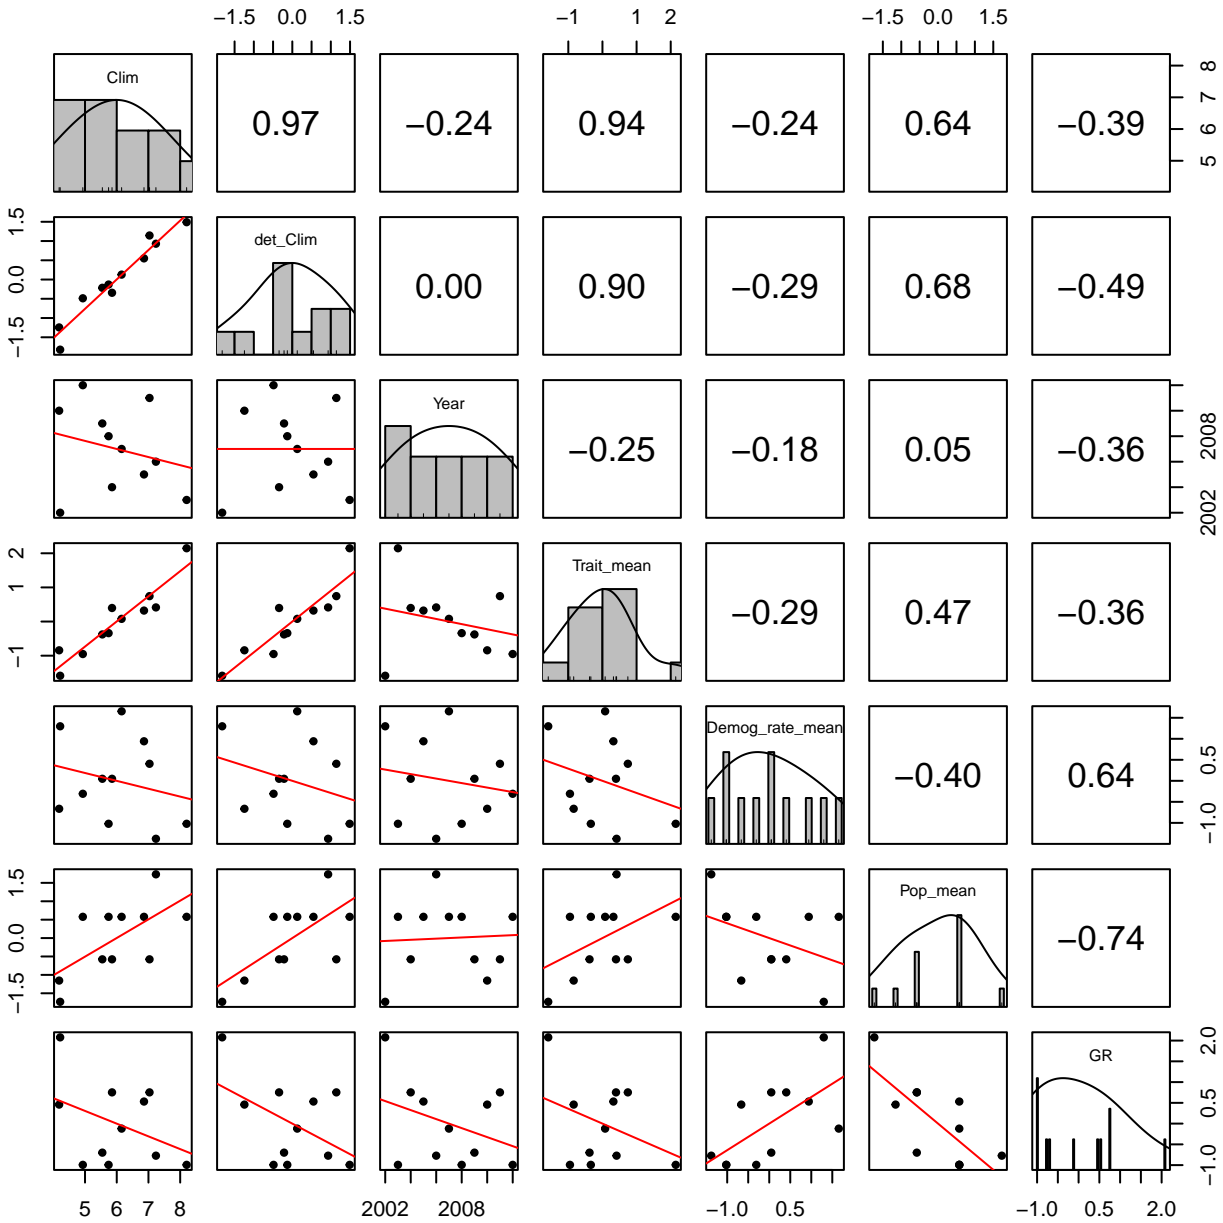 −1.5 0.0 1.5 −1 1 2 −1.5 0.0 1.5
Clim 0.97 −0.24 0.94 −0.24 0.64 −0.39 5 6 7 8
−1.5 0.0 1.5 det_Clim 0.00 0.90 −0.29 0.68 −0.49
Year −0.25 −0.18 0.05 −0.36 2002 2008
−1 1 2 Trait_mean −0.29 0.47 −0.36
Demog_rate_mean −0.40 0.64 −1.0 0.5
−1.5 0.0 1.5 Pop_mean −0.74
GR −1.0 0.5 2.0
5 6 7 8 2002 2008 −1.0 0.5 −1.0 0.5 2.0